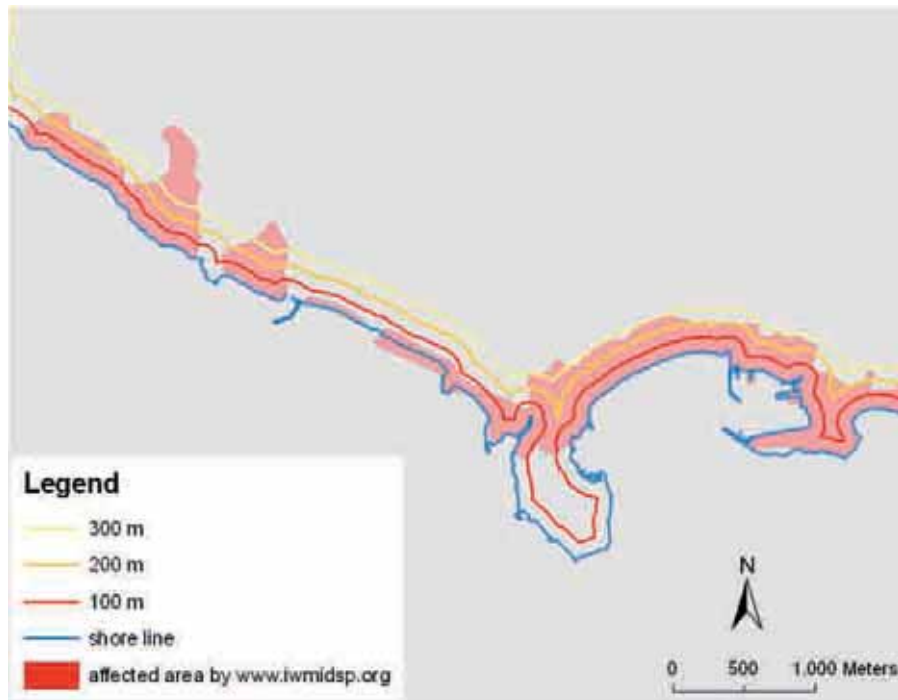 Legend
300 m
200 m
100 m
shore line
affected area by www.iwmidsp.org
N
0 500 1.000 Meters